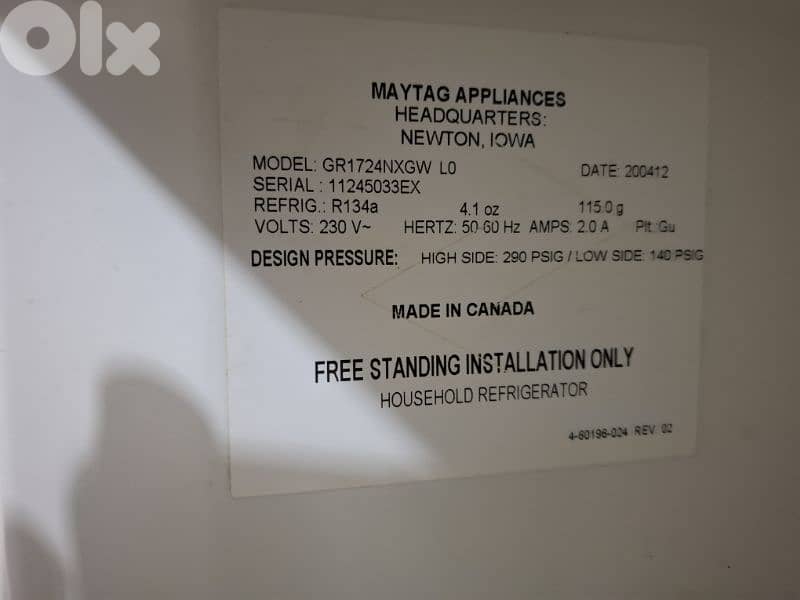 OLX
MAYTAG APPLIANCES
HEADQUARTERS:
NEWTON, IOWA
MODEL: GR1724NXGW L0 DATE: 200412
SERIAL : 11245033EX
REFRIG.: R134a 4.1 oz 115.0 g
VOLTS: 230 V~ HERTZ: 50 60 Hz AMPS: 2.0 A Plt: Gu
DESIGN PRESSURE: HIGH SIDE: 290 PSIG / LOW SIDE: 140 PSIG
MADE IN CANADA
FREE STANDING INSTALLATION ONLY
HOUSEHOLD REFRIGERATOR
4-60196-024 REV. 02